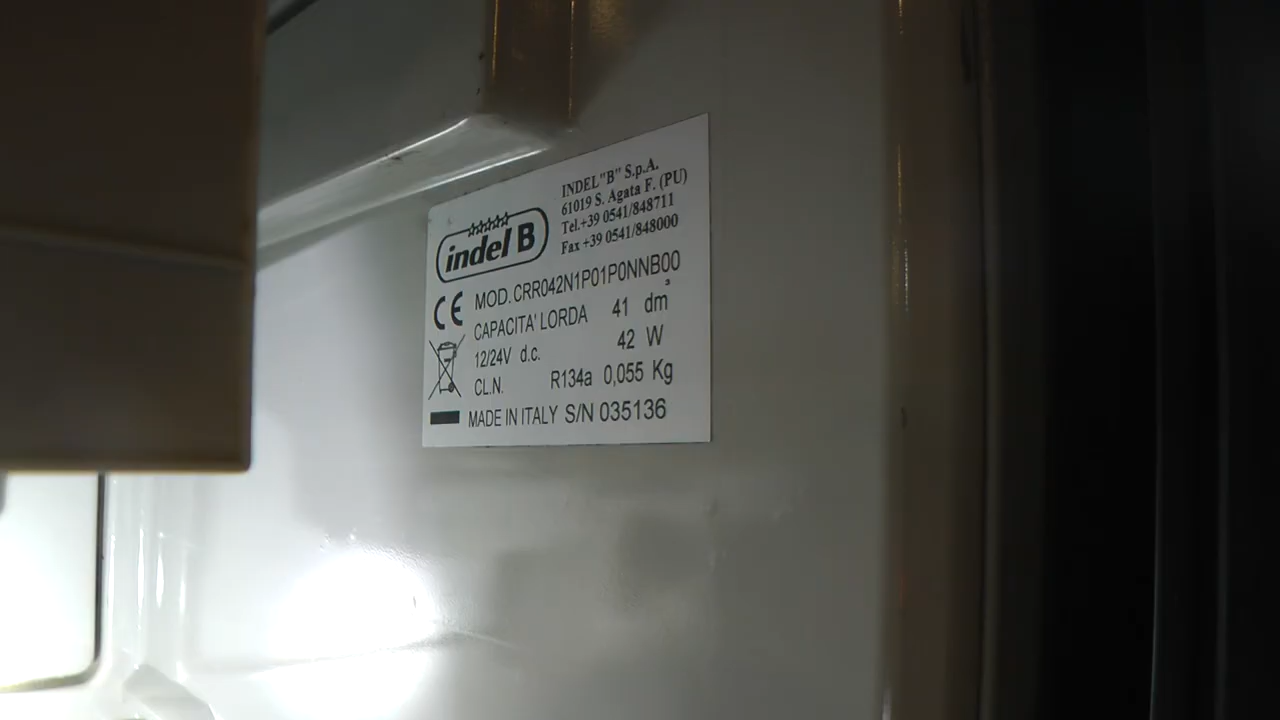 INDEL "B" S.p.A.
61019 S. Agata F. (PU)
Tel.+39 0541/848711
Fax +39 0541/848000
indel B
MOD. CRR042N1P01P0NNB00
CE CAPACITA' LORDA 41 dm³
12/24V d.c. 42 W
CL.N. R134a 0,055 Kg
MADE IN ITALY S/N 035136